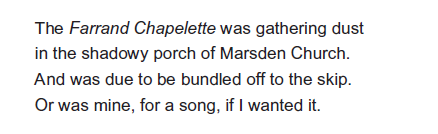 The Farrand Chapelette was gathering dust
in the shadowy porch of Marsden Church.
And was due to be bundled off to the skip.
Or was mine, for a song, if I wanted it.